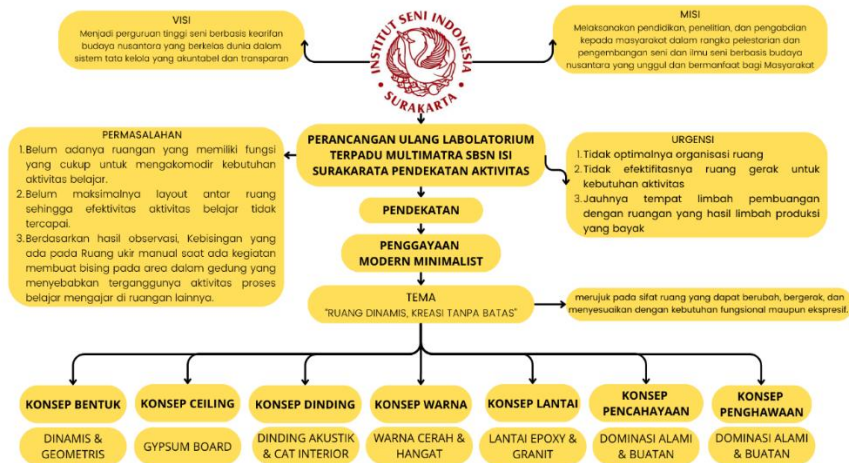 VISI
Menjadi perguruan tinggi seni berbasis kearifan
budaya nusantara yang berkelas dunia dalam
sistem tata kelola yang akuntabel dan transparan
INSTITUT SENI INDONESIA
SURAKARTA
MISI
Melaksanakan pendidikan, penelitian, dan pengabdian
kepada masyarakat dalam rangka pelestarian dan
pengembangan seni dan ilmu seni berbasis budaya
nusantara yang unggul dan bermanfaat bagi Masyarakat
PERMASALAHAN
1.Belum adanya ruangan yang memiliki fungsi
yang cukup untuk mengakomodir kebutuhan
aktivitas belajar.
2.Belum maksimalnya layout antar ruang
sehingga efektivitas aktivitas belajar tidak
tercapai.
3.Berdasarkan hasil observasi, Kebisingan yang
ada pada Ruang ukir manual saat ada kegiatan
membuat bising pada area dalam gedung yang
menyebabkan terganggunya aktivitas proses
belajar mengajar di ruangan lainnya.
PERANCANGAN ULANG LABOLATORIUM
TERPADU MULTIMATRA SBSN ISI
SURAKARATA PENDEKATAN AKTIVITAS
URGENSI
1.Tidak optimalnya organisasi ruang
2.Tidak efektifitasnya ruang gerak untuk
kebutuhan aktivitas
3.Jauhnya tempat limbah pembuangan
dengan ruangan yang hasil limbah produksi
yang bayak
PENDEKATAN
PENGGAYAAN
MODERN MINIMALIST
TEMA
"RUANG DINAMIS, KREASI TANPA BATAS"
merujuk pada sifat ruang yang dapat berubah, bergerak, dan
menyesuaikan dengan kebutuhan fungsional maupun ekspresif.
KONSEP BENTUK
DINAMIS &
GEOMETRIS
KONSEP CEILING
GYPSUM BOARD
KONSEP DINDING
DINDING AKUSTIK
& CAT INTERIOR
KONSEP WARNA
WARNA CERAH &
HANGAT
KONSEP LANTAI
LANTAI EPOXY &
GRANIT
KONSEP
PENCAHAYAAN
DOMINASI ALAMI
& BUATAN
KONSEP
PENGHAWAAN
DOMINASI ALAMI
& BUATAN